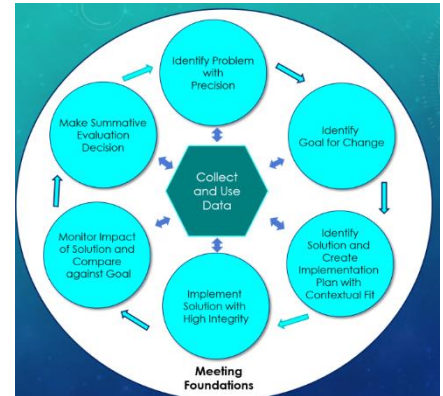 Identify Problem
with
Precision
Identify
Goal for Change
Identify
Solution and
Create
Implementation
Plan with
Contextual Fit
Implement
Solution with
High Integrity
Monitor Impact
of Solution and
Compare
against Goal
Make Summative
Evaluation
Decision
Collect
and Use
Data
Meeting
Foundations